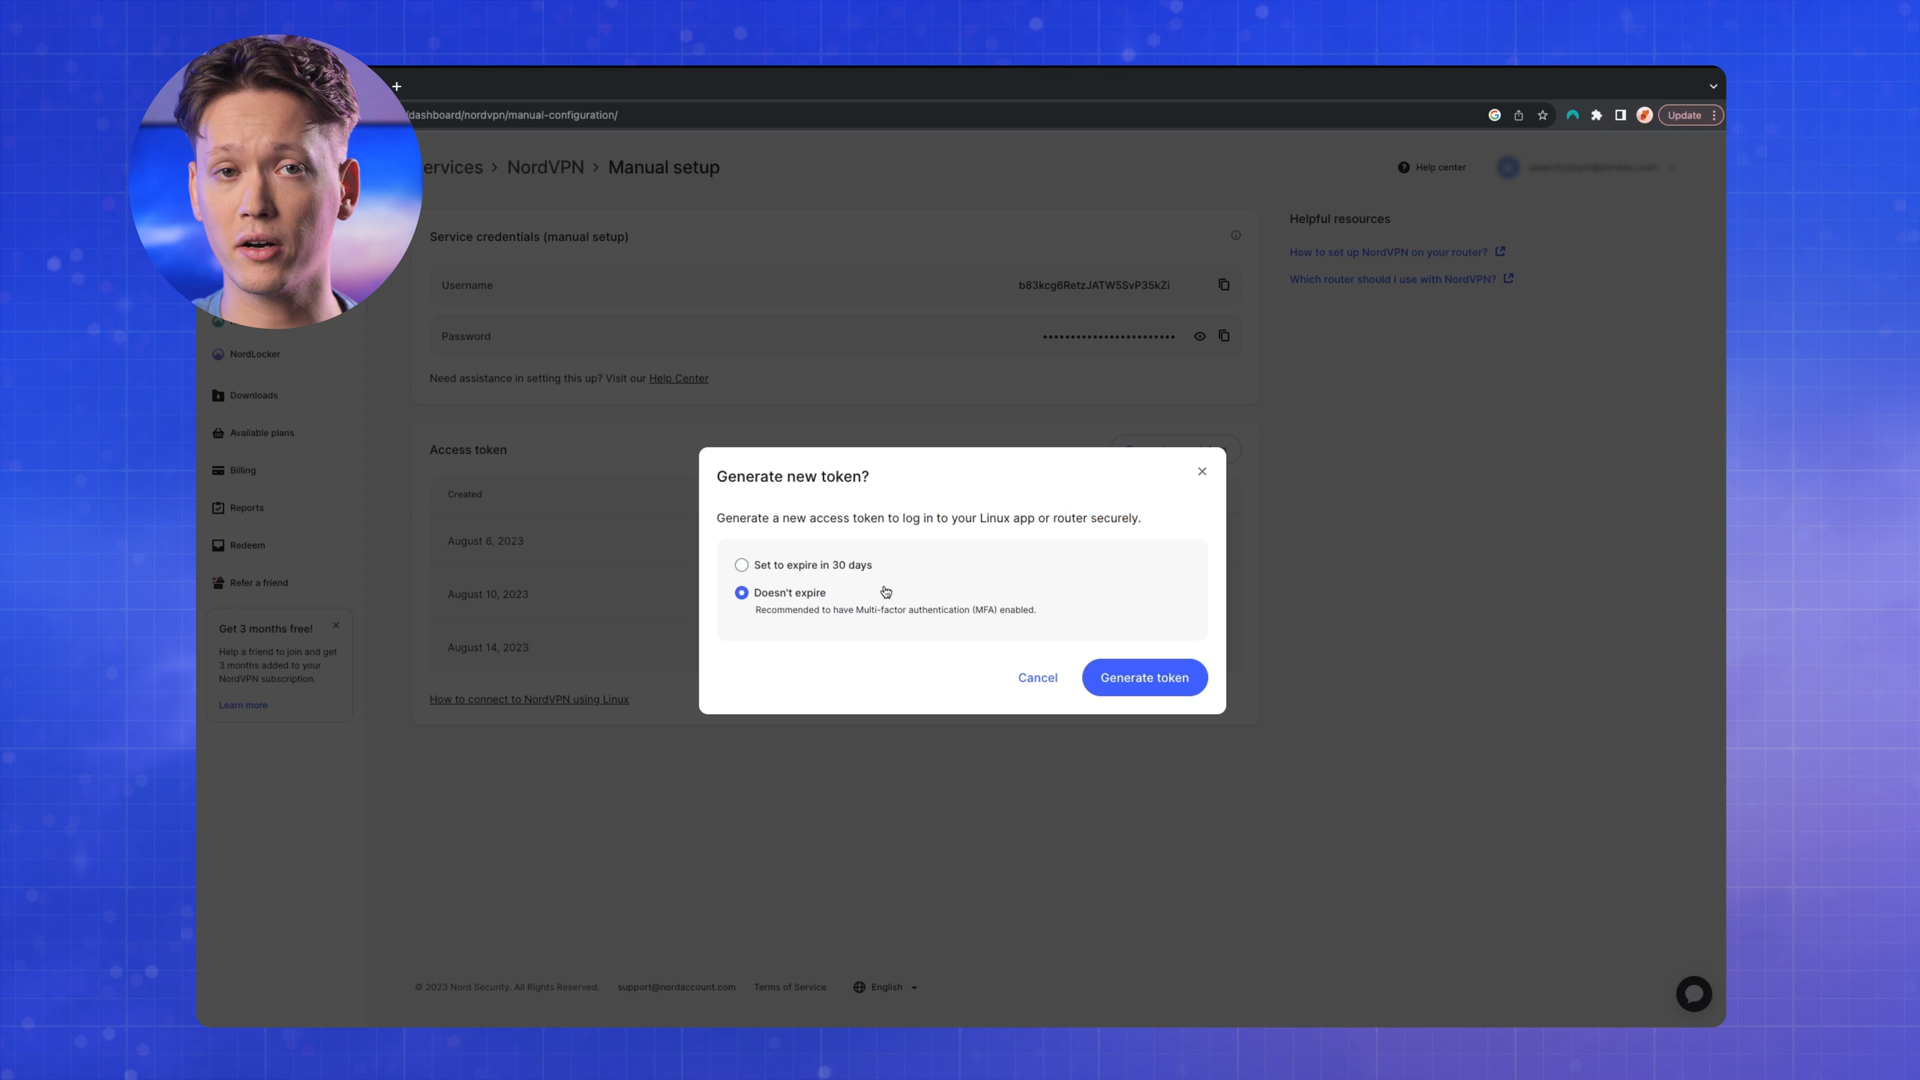 +
/dashboard/nordvpn/manual-configuration/
Update
ervices > NordVPN > Manual setup
Help center
Service credentials (manual setup)
Username
b83kcg6RetzJATW5SvP35kZi
Password
Need assistance in setting this up? Visit our Help Center
Helpful resources
How to set up NordVPN on your router?
Which router should I use with NordVPN?
NordLocker
Downloads
Available plans
Billing
Reports
Redeem
Refer a friend
Get 3 months free!
Help a friend to join and get
3 months added to your
NordVPN subscription.
Learn more
Access token
Created
August 6, 2023
August 10, 2023
August 14, 2023
How to connect to NordVPN using Linux
Generate new token?
Generate a new access token to log in to your Linux app or router securely.
Set to expire in 30 days
Doesn't expire
Recommended to have Multi-factor authentication (MFA) enabled.
Cancel
Generate token
© 2023 Nord Security. All Rights Reserved.
support@nordaccount.com
Terms of Service
English